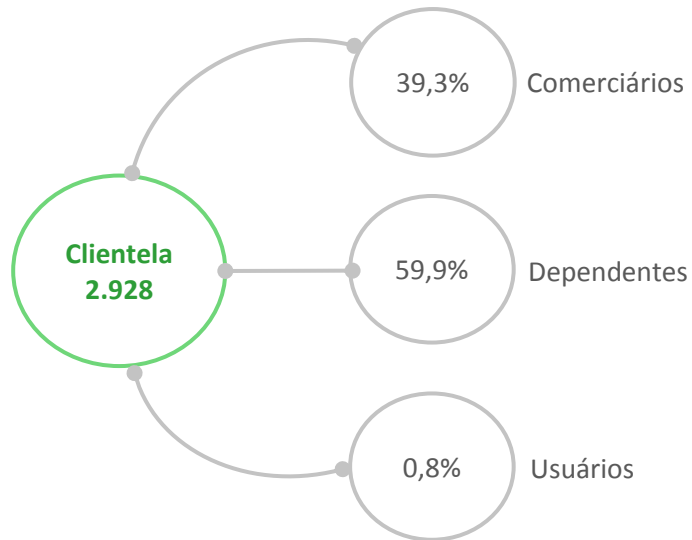 39,3%
Comerciários
Clientela
2.928
59,9%
Dependentes
0,8%
Usuários